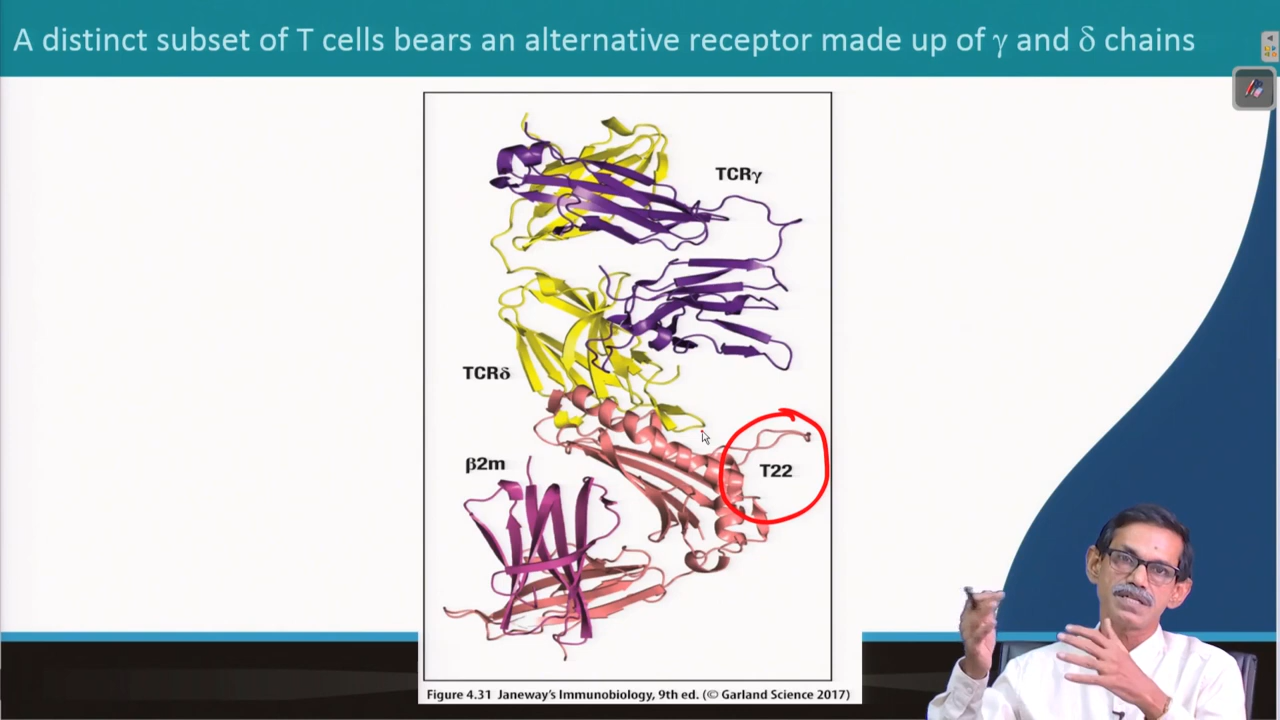 A distinct subset of T cells bears an alternative receptor made up of γ and δ chains
TCRγ
TCRδ
β2m
T22
Figure 4.31 Janeway's Immunobiology, 9th ed. (© Garland Science 2017)